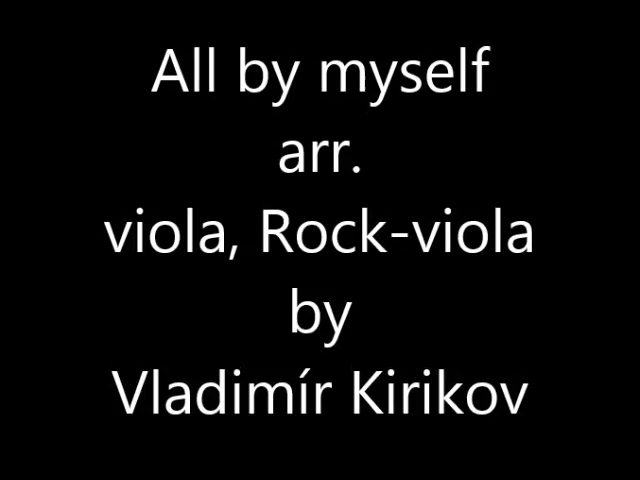 All by myself
arr.
viola, Rock-viola
by
Vladimír Kirikov